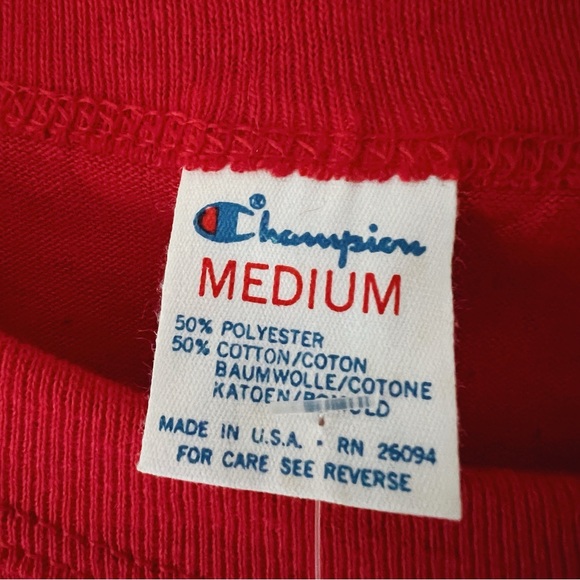 Champion®
MEDIUM
50% POLYESTER
50% COTTON/COTON
BAUMWOLLE/COTONE
KATOEN/
MADE IN U.S.A. • RN 26094
FOR CARE SEE REVERSE